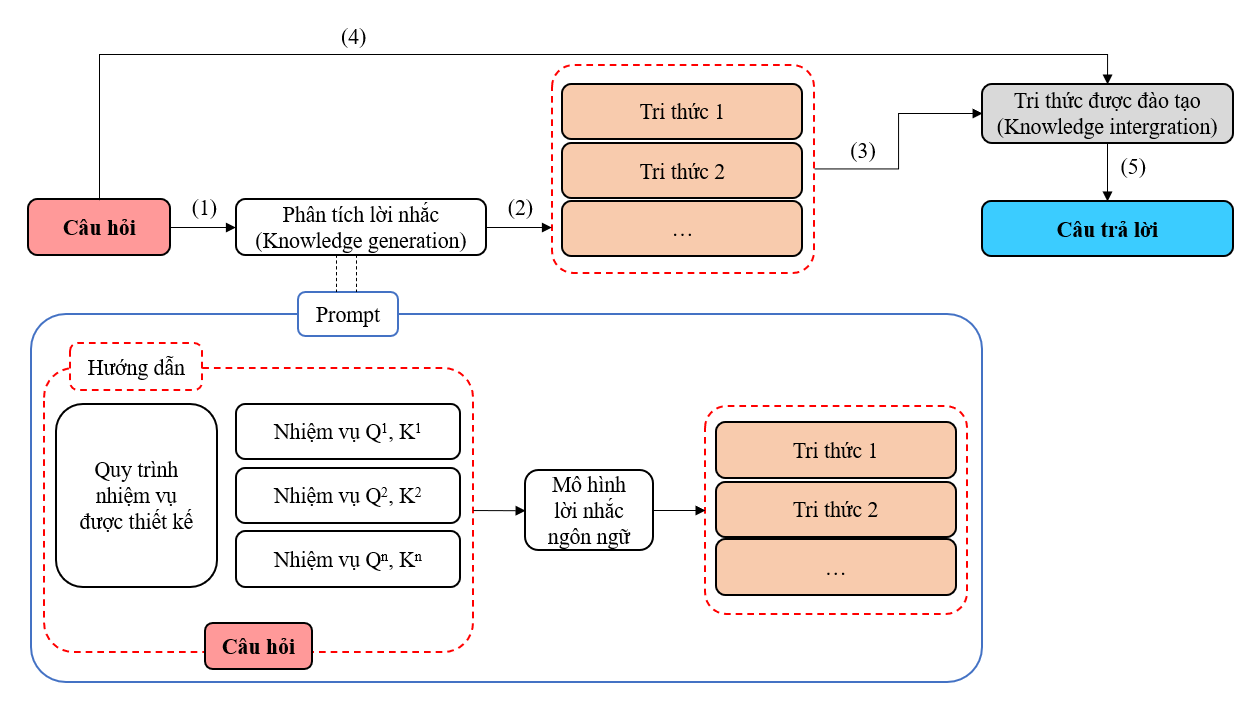 (4)
Tri thức 1
Tri thức 2
…
(3)
Tri thức được đào tạo
(Knowledge intergration)
(5)
Câu hỏi
(1)
Phân tích lời nhắc
(Knowledge generation)
(2)
Câu trả lời
Prompt
Hướng dẫn
Quy trình
nhiệm vụ
được thiết kế
Nhiệm vụ Q¹, K¹
Nhiệm vụ Q², K²
Nhiệm vụ Qⁿ, Kⁿ
Mô hình
lời nhắc
ngôn ngữ
Tri thức 1
Tri thức 2
…
Câu hỏi